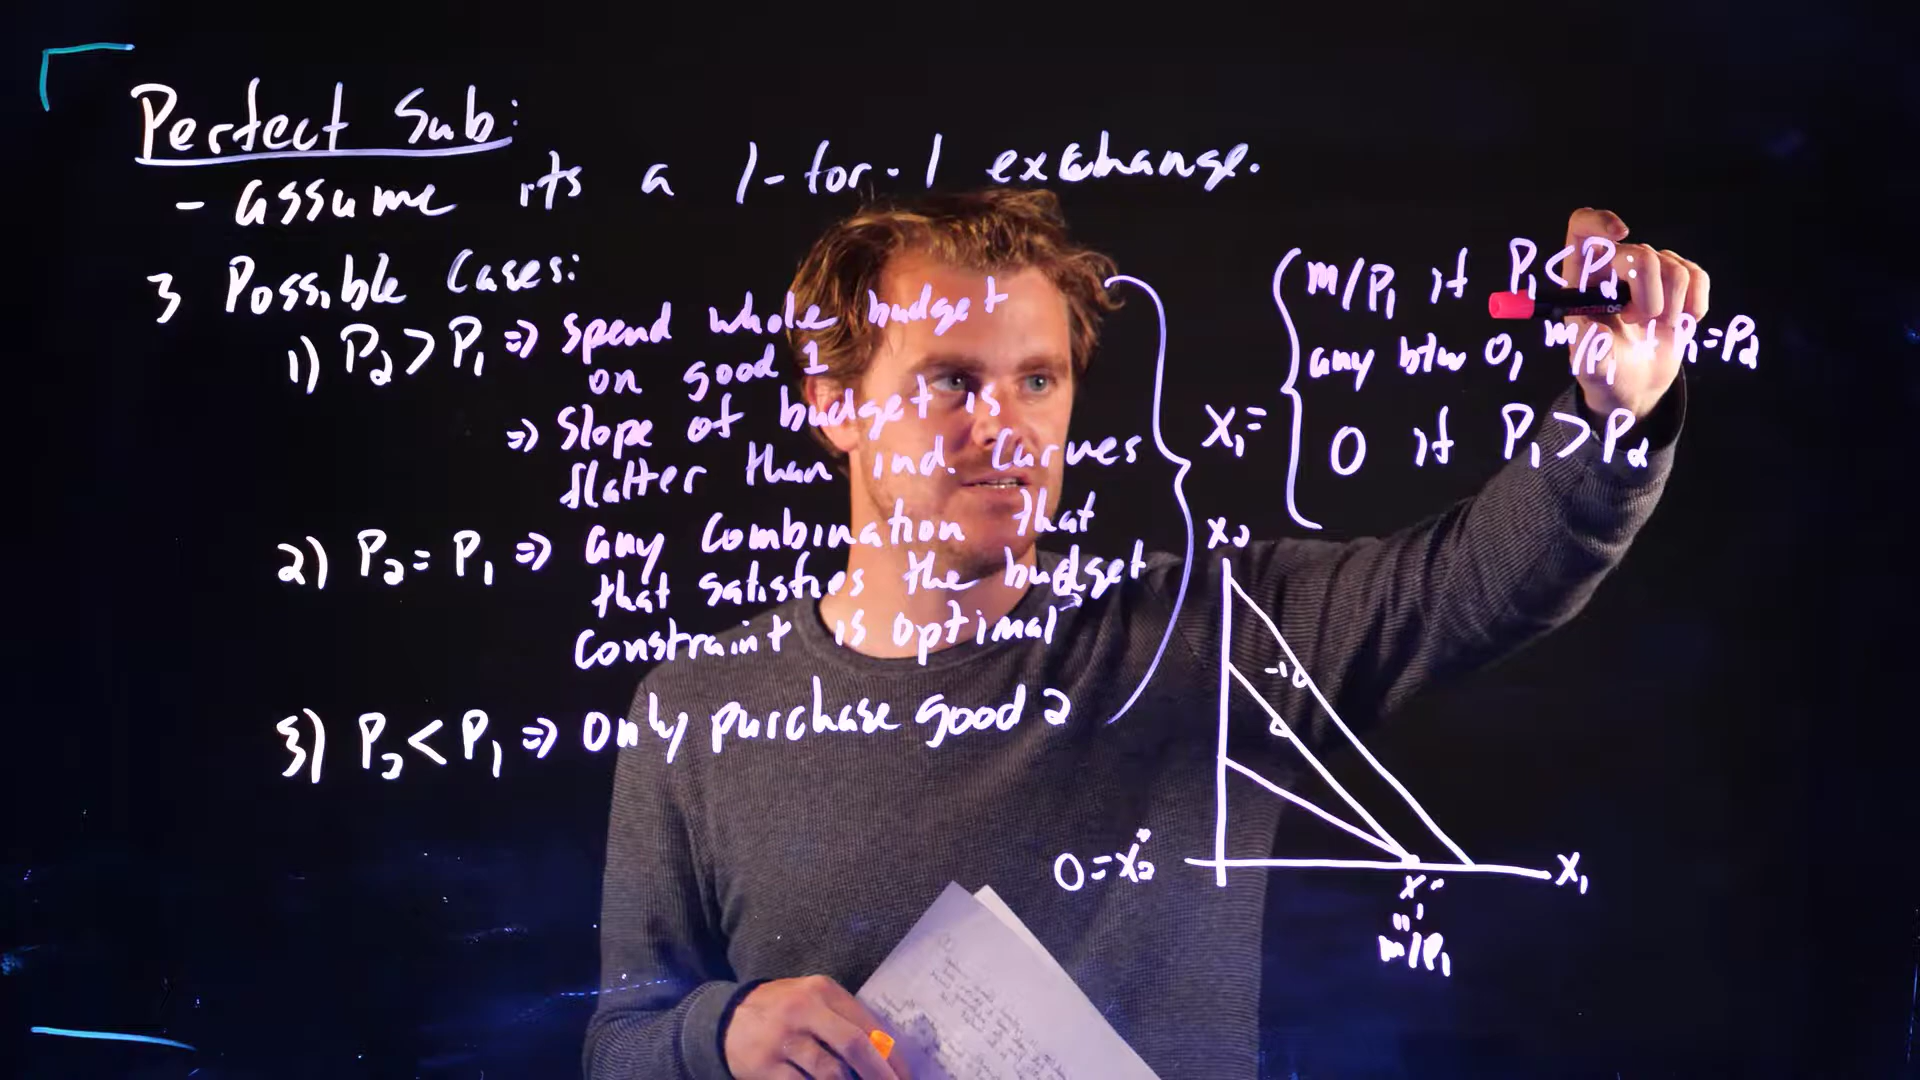 Perfect Sub:
- assume its a 1-for-1 exchange.
3 Possible Cases:
1) P₂ > P₁ ⇒ Spend whole budget
on good 1
⇒ Slope of budget is
flatter than ind. Curves
2) P₂ = P₁ ⇒ any Combination that
that satisfies the budget
Constraint is optimal
3) P₂ < P₁ ⇒ Only purchase good 2
X₁ =
m/P₁ if P₁ < P₂
any btw 0, m/P₁ if P₁ = P₂
0 if P₁ > P₂
X₂
-1
0 = X₂*
X₁
X₁*
"
m/P₁